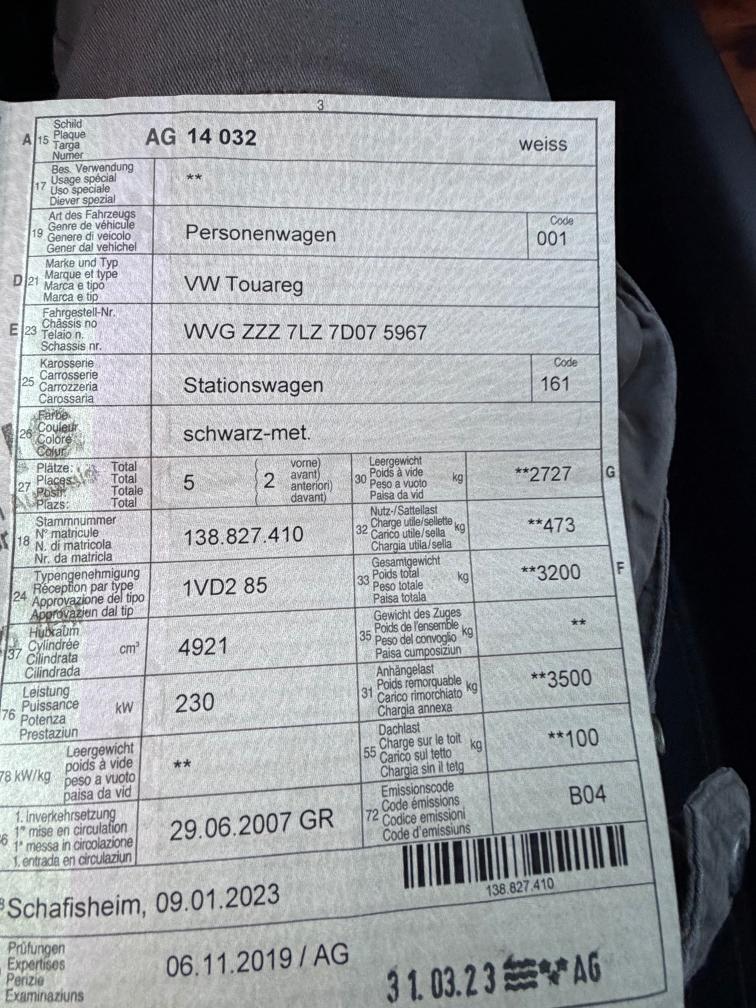 3
A 15 Schild Plaque Targa Numer AG 14 032 weiss
17 Bes. Verwendung Usage spécial Uso speciale Diever spezial **
19 Art des Fahrzeugs Genre de véhicule Genere di veicolo Gener dal vehichel Personenwagen Code 001
D 21 Marke und Typ Marque et type Marca e tipo Marca e tip VW Touareg
E 23 Fahrgestell-Nr. Châssis no Telaio n. Schassis nr. WVG ZZZ 7LZ 7D07 5967
25 Karosserie Carrosserie Carrozzeria Carossaria Stationswagen Code 161
26 Farbe Couleur Colore Colur schwarz-met.
27 Plätze: Total Places: Total Posti: Totale Plazs: Total 5 2 vorne) avant) anteriori) davant) 30 Leergewicht Poids à vide Peso a vuoto Paisa da vid kg **2727 G
18 Stammnummer N° matricule N. di matricola Nr. da matricla 138.827.410 32 Nutz-/Sattellast Charge utile/sellette Carico utile/sella Chargia utila/sella kg **473
24 Typengenehmigung Réception par type Approvazione del tipo Approvaziun dal tip 1VD2 85 33 Gesamtgewicht Poids total Peso totale Paisa totala kg **3200 F
37 Hubraum Cylindrée Cilindrata Cilindrada cm³ 4921 35 Gewicht des Zuges Poids de l'ensemble Peso del convoglio Paisa cumposiziun kg **
76 Leistung Puissance Potenza Prestaziun kW 230 31 Anhängelast Poids remorquable Carico rimorchiato Chargia annexa kg **3500
78 kW/kg Leergewicht poids à vide peso a vuoto paisa da vid ** 55 Dachlast Charge sur le toit Carico sul tetto Chargia sin il tetg kg **100
6 1. Inverkehrsetzung 1ʳᵉ mise en circulation 1ª messa in circolazione 1. entrada en circulaziun 29.06.2007 GR 72 Emissionscode Code émissions Codice emissioni Code d'emissiuns B04
138.827.410
Schafisheim, 09.01.2023
Prüfungen Expertises Perizie Examinaziuns 06.11.2019 / AG 31.03.23 AG